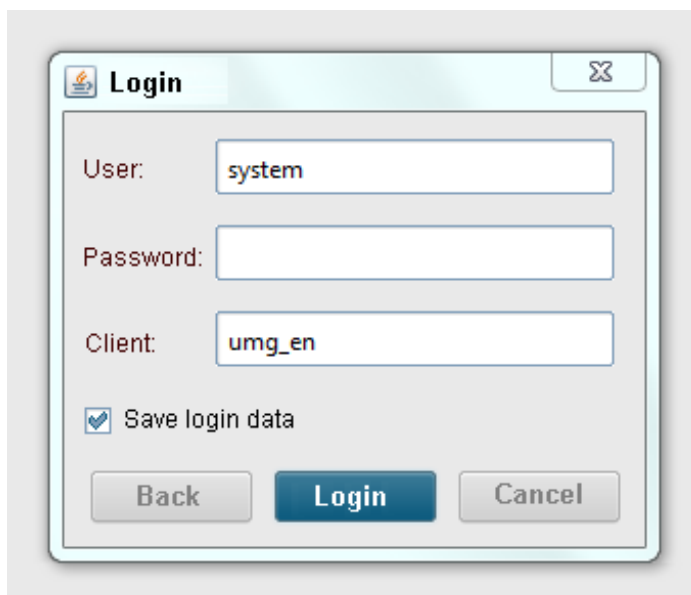 Login
User: system
Password:
Client: umg_en
Save login data
Back Login Cancel